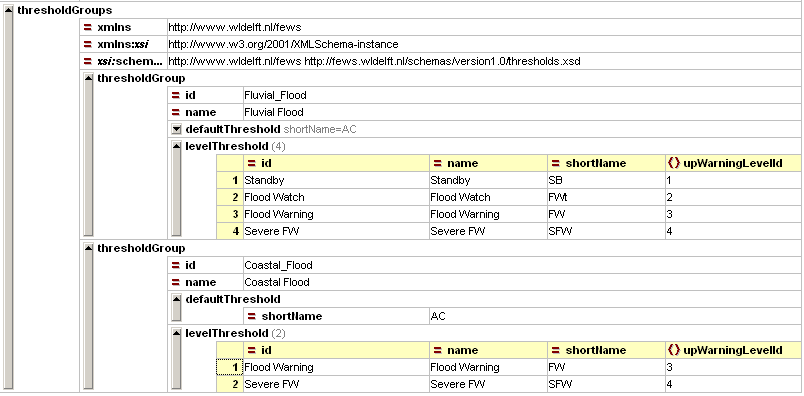 thresholdGroups
= xmlns http://www.wldelft.nl/fews
= xmlns:xsi http://www.w3.org/2001/XMLSchema-instance
= xsi:schem... http://www.wldelft.nl/fews http://fews.wldelft.nl/schemas/version1.0/thresholds.xsd
thresholdGroup
= id Fluvial_Flood
= name Fluvial Flood
defaultThreshold shortName=AC
levelThreshold (4)
= id = name = shortName {} upWarningLevelId
1 Standby Standby SB 1
2 Flood Watch Flood Watch FWt 2
3 Flood Warning Flood Warning FW 3
4 Severe FW Severe FW SFW 4
thresholdGroup
= id Coastal_Flood
= name Coastal Flood
defaultThreshold
= shortName AC
levelThreshold (2)
= id = name = shortName {} upWarningLevelId
1 Flood Warning Flood Warning FW 3
2 Severe FW Severe FW SFW 4